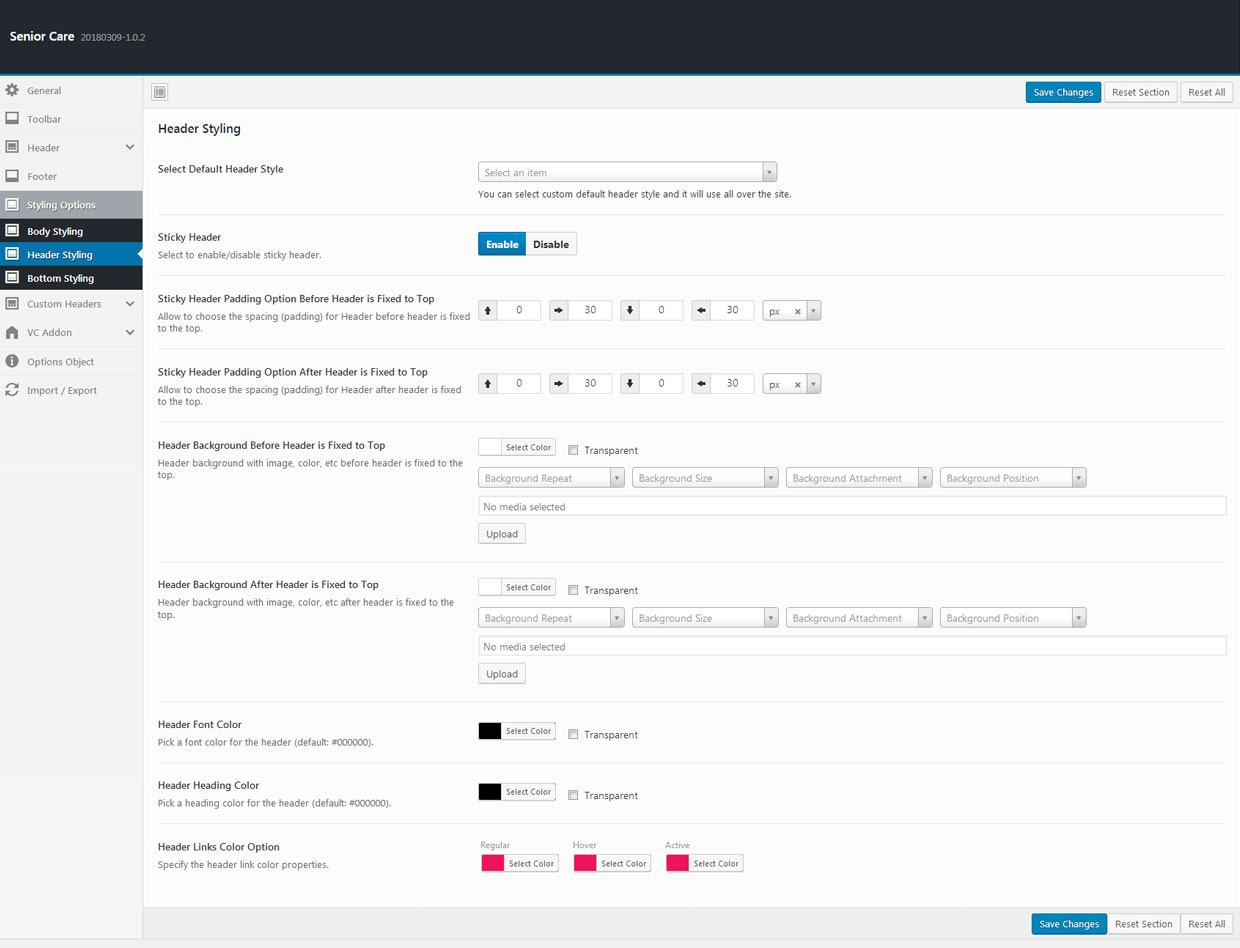 Senior Care 20180309-1.0.2
General
Toolbar
Header
Footer
Styling Options
Body Styling
Header Styling
Bottom Styling
Custom Headers
VC Addon
Options Object
Import / Export
Save Changes Reset Section Reset All
Header Styling
Select Default Header Style
Select an item
You can select custom default header style and it will use all over the site.
Sticky Header
Select to enable/disable sticky header.
Enable Disable
Sticky Header Padding Option Before Header is Fixed to Top
Allow to choose the spacing (padding) for Header before header is fixed
to the top.
0 30 0 30 px
Sticky Header Padding Option After Header is Fixed to Top
Allow to choose the spacing (padding) for Header after header is fixed
to the top.
0 30 0 30 px
Header Background Before Header is Fixed to Top
Header background with image, color, etc before header is fixed to the
top.
Select Color Transparent
Background Repeat Background Size Background Attachment Background Position
No media selected
Upload
Header Background After Header is Fixed to Top
Header background with image, color, etc after header is fixed to the
top.
Select Color Transparent
Background Repeat Background Size Background Attachment Background Position
No media selected
Upload
Header Font Color
Pick a font color for the header (default: #000000).
Select Color Transparent
Header Heading Color
Pick a heading color for the header (default: #000000).
Select Color Transparent
Header Links Color Option
Specify the header link color properties.
Regular Hover Active
Select Color Select Color Select Color
Save Changes Reset Section Reset All